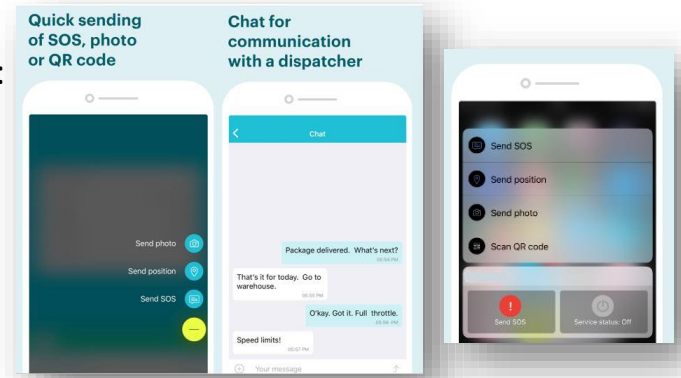 :
Quick sending
of SOS, photo
or QR code
Send photo
Send position
Send SOS
Chat for
communication
with a dispatcher
Chat
Package delivered. What's next?
06:54 PM
That's it for today. Go to
warehouse.
06:55 PM
O'kay. Got it. Full throttle.
06:56 PM
Speed limits!
06:57 PM
Your message
Send SOS
Send position
Send photo
Scan QR code
Send SOS
Service status: Off